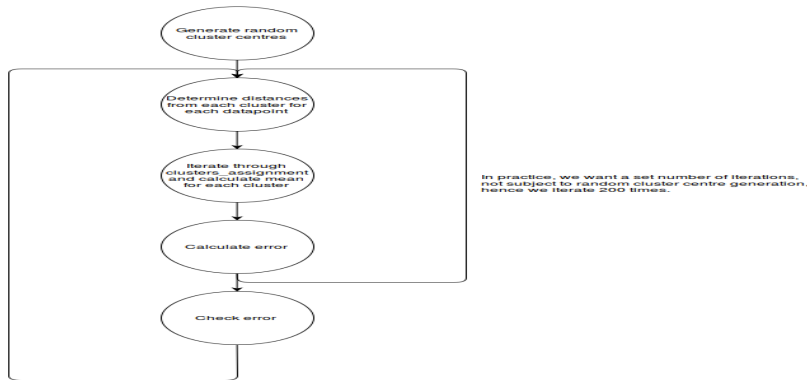 Generate random
cluster centres
Determine distances
from each cluster for
each datapoint
Iterate through
clusters_assignment
and calculate mean
for each cluster
In practice, we want a set number of iterations,
not subject to random cluster centre generation,
hence we iterate 200 times.
Calculate error
Check error